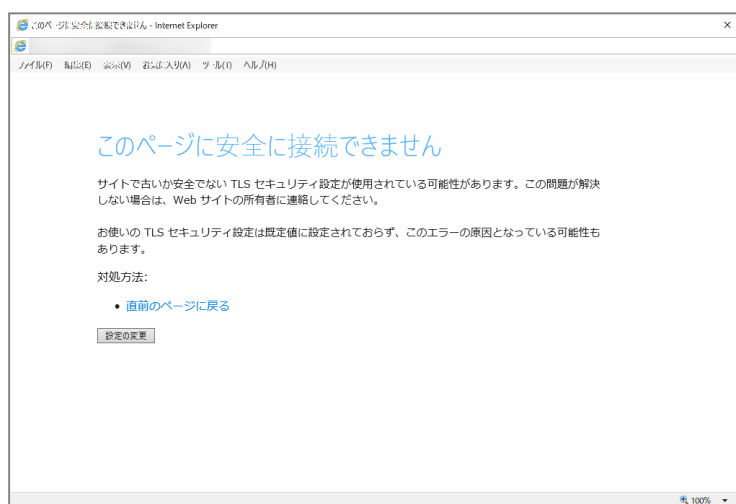 このページに安全に接続できません - Internet Explorer
ファイル(F) 編集(E) 表示(V) お気に入り(A) ツール(T) ヘルプ(H)
このページに安全に接続できません
サイトで古いか安全でない TLS セキュリティ設定が使用されている可能性があります。この問題が解決
しない場合は、Web サイトの所有者に連絡してください。
お使いの TLS セキュリティ設定は既定値に設定されておらず、このエラーの原因となっている可能性も
あります。
対処方法:
• 直前のページに戻る
設定の変更
100%